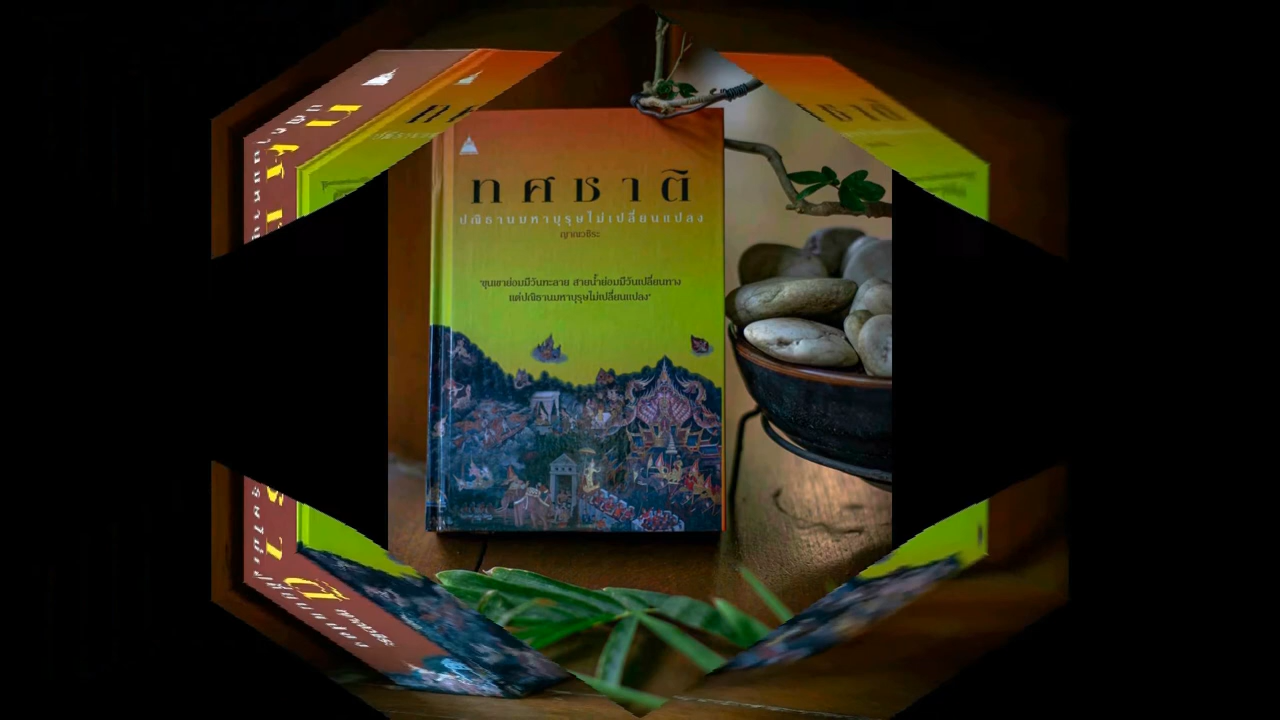 ทศชาติ
ปณิธานมหาบุรุษไม่เปลี่ยนแปลง
ญาณวชิระ
"ขุนเขาย่อมมีวันทะลาย สายน้ำย่อมมีวันเปลี่ยนทาง
แต่ปณิธานมหาบุรุษไม่เปลี่ยนแปลง"